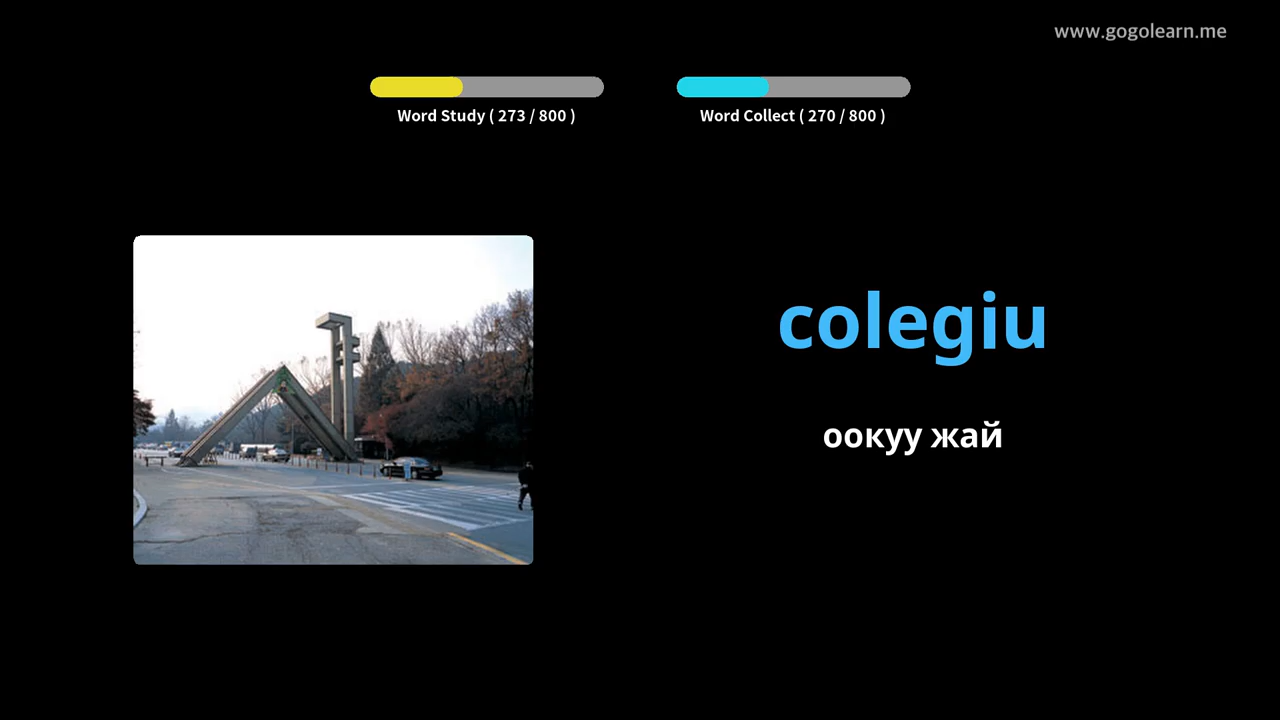 www.gogolearn.me
Word Study ( 273 / 800 )
Word Collect ( 270 / 800 )
colegiu
оокуу жай